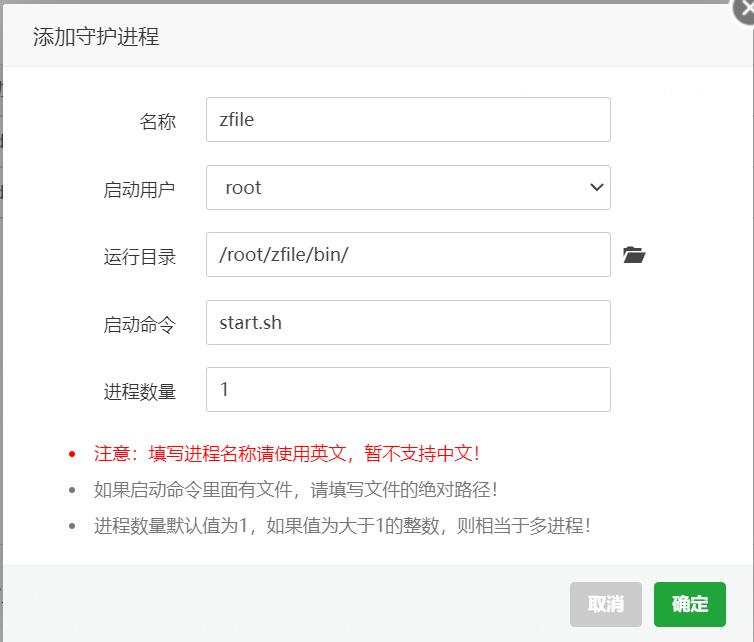 添加守护进程
名称 zfile
启动用户 root
运行目录 /root/zfile/bin/
启动命令 start.sh
进程数量 1
注意：填写进程名称请使用英文，暂不支持中文！
如果启动命令里面有文件，请填写文件的绝对路径！
进程数量默认值为1，如果值为大于1的整数，则相当于多进程！
取消 确定